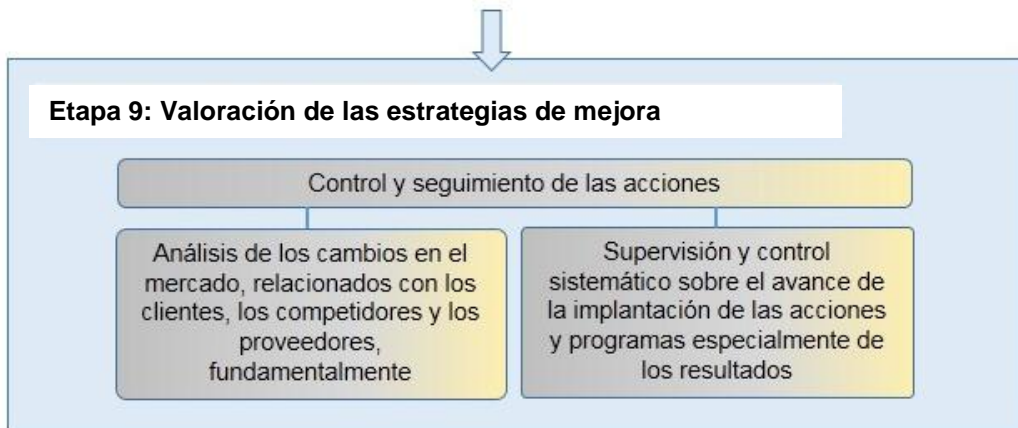 Etapa 9: Valoración de las estrategias de mejora
Control y seguimiento de las acciones
Análisis de los cambios en el
mercado, relacionados con los
clientes, los competidores y los
proveedores,
fundamentalmente
Supervisión y control
sistemático sobre el avance de
la implantación de las acciones
y programas especialmente de
los resultados